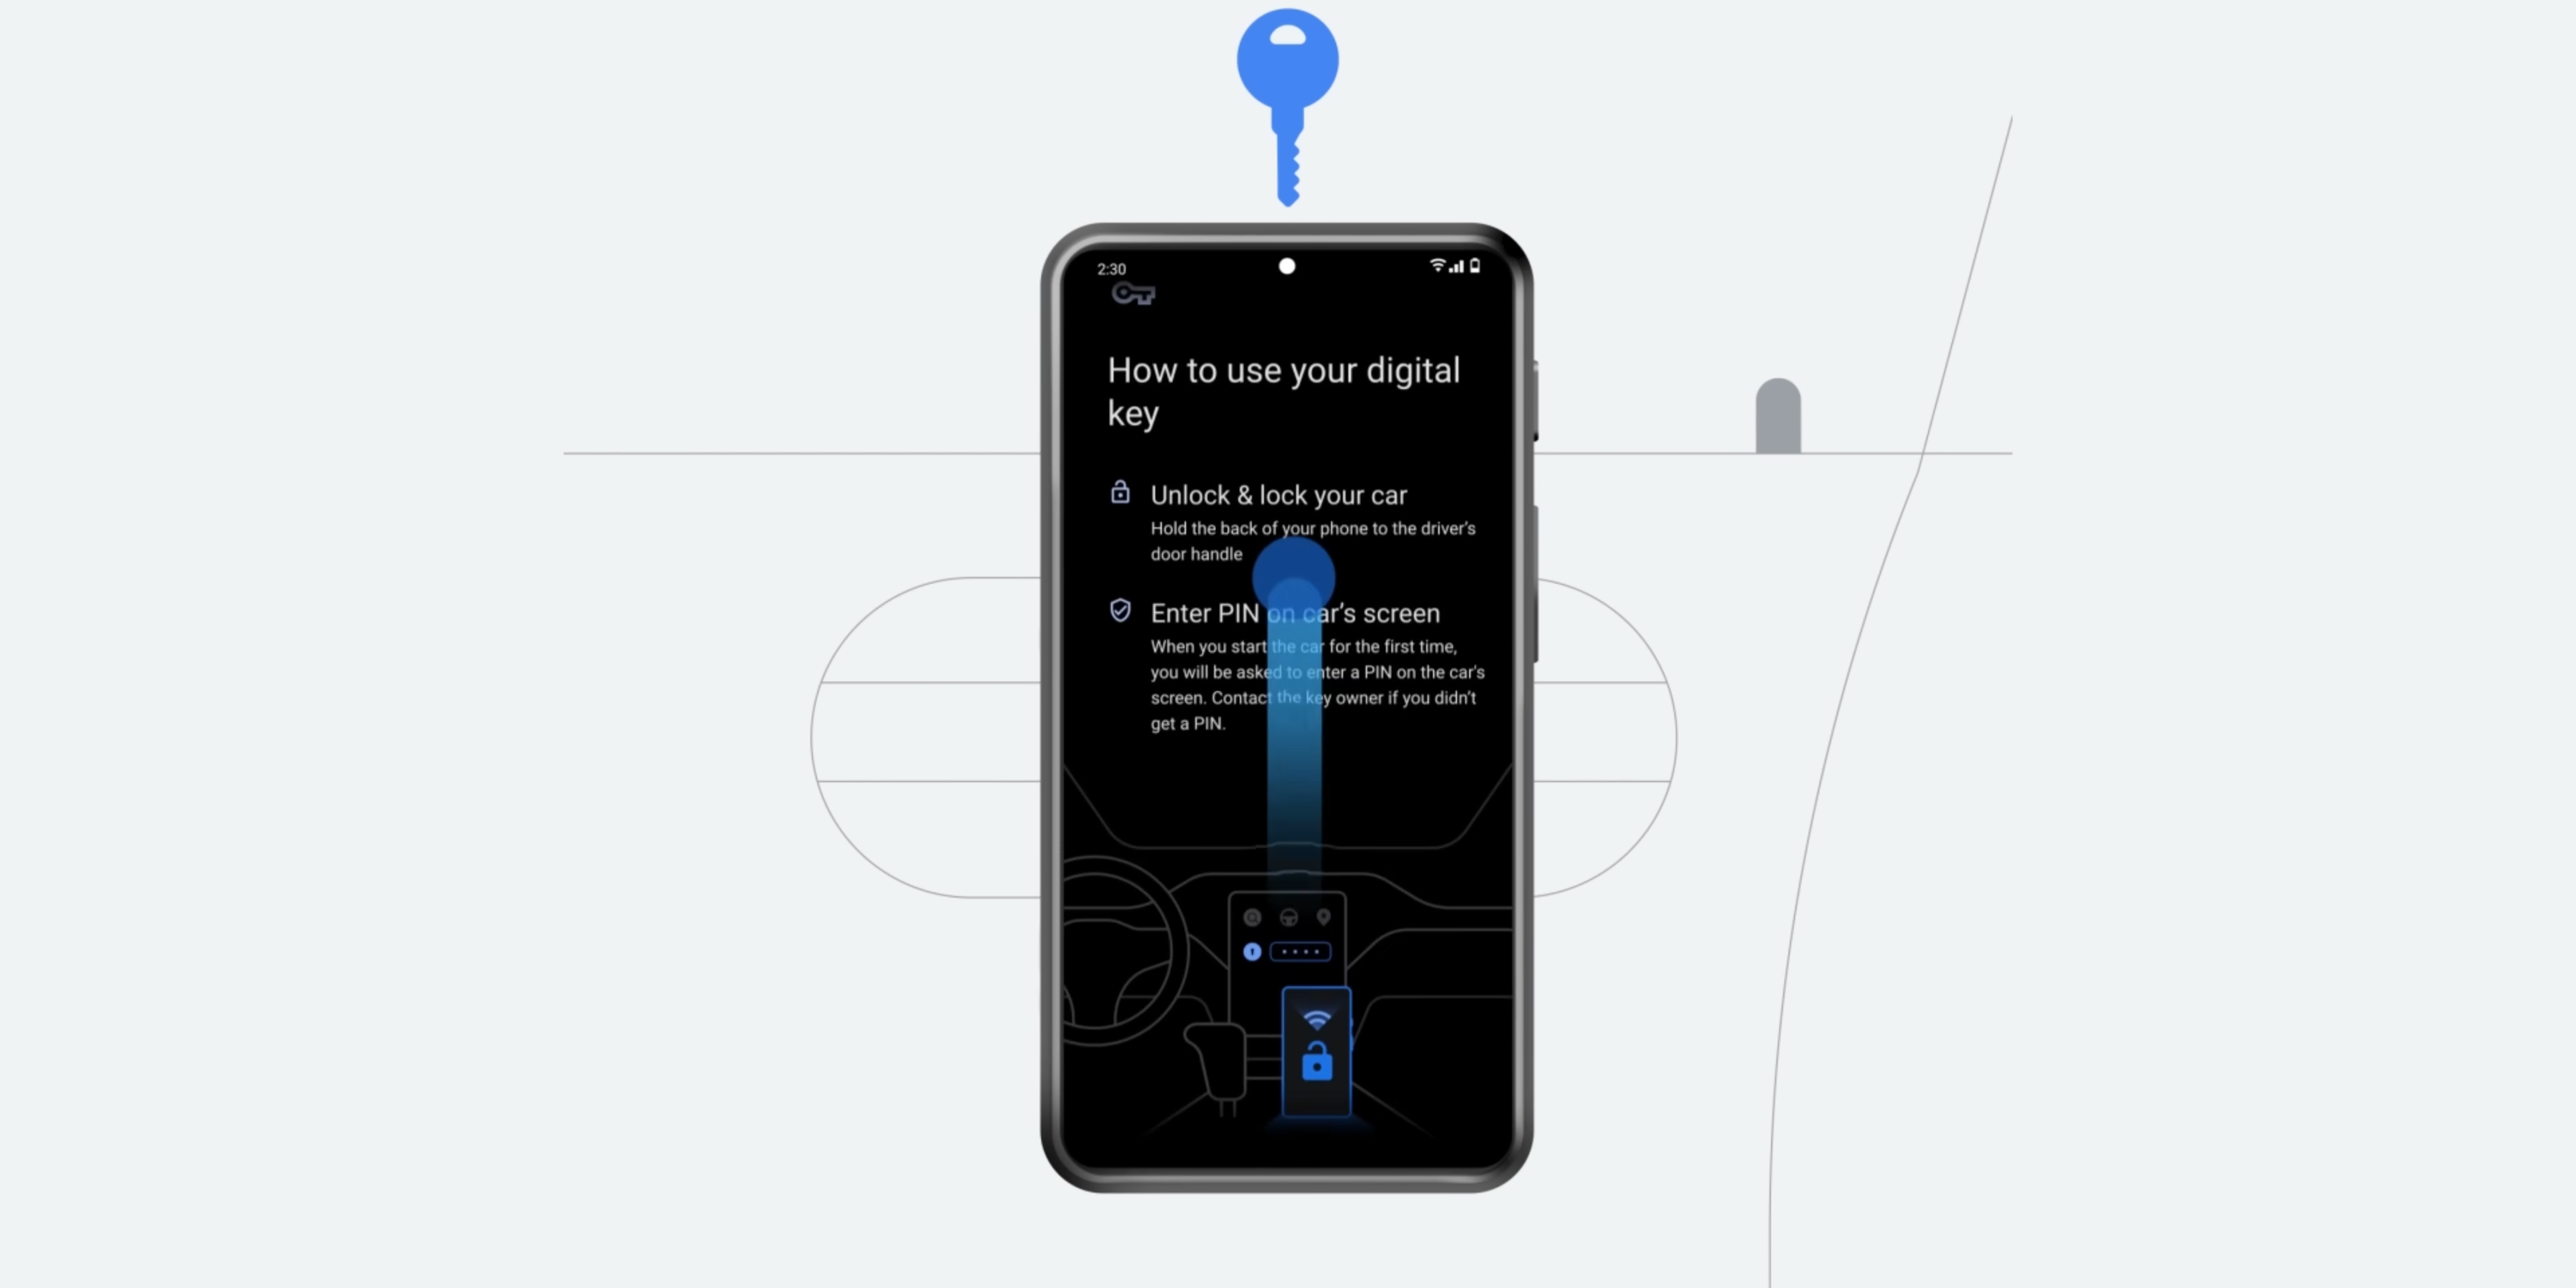 2:30
How to use your digital
key
Unlock & lock your car
Hold the back of your phone to the driver’s
door handle
Enter PIN on car’s screen
When you start the car for the first time,
you will be asked to enter a PIN on the car's
screen. Contact the key owner if you didn’t
get a PIN.